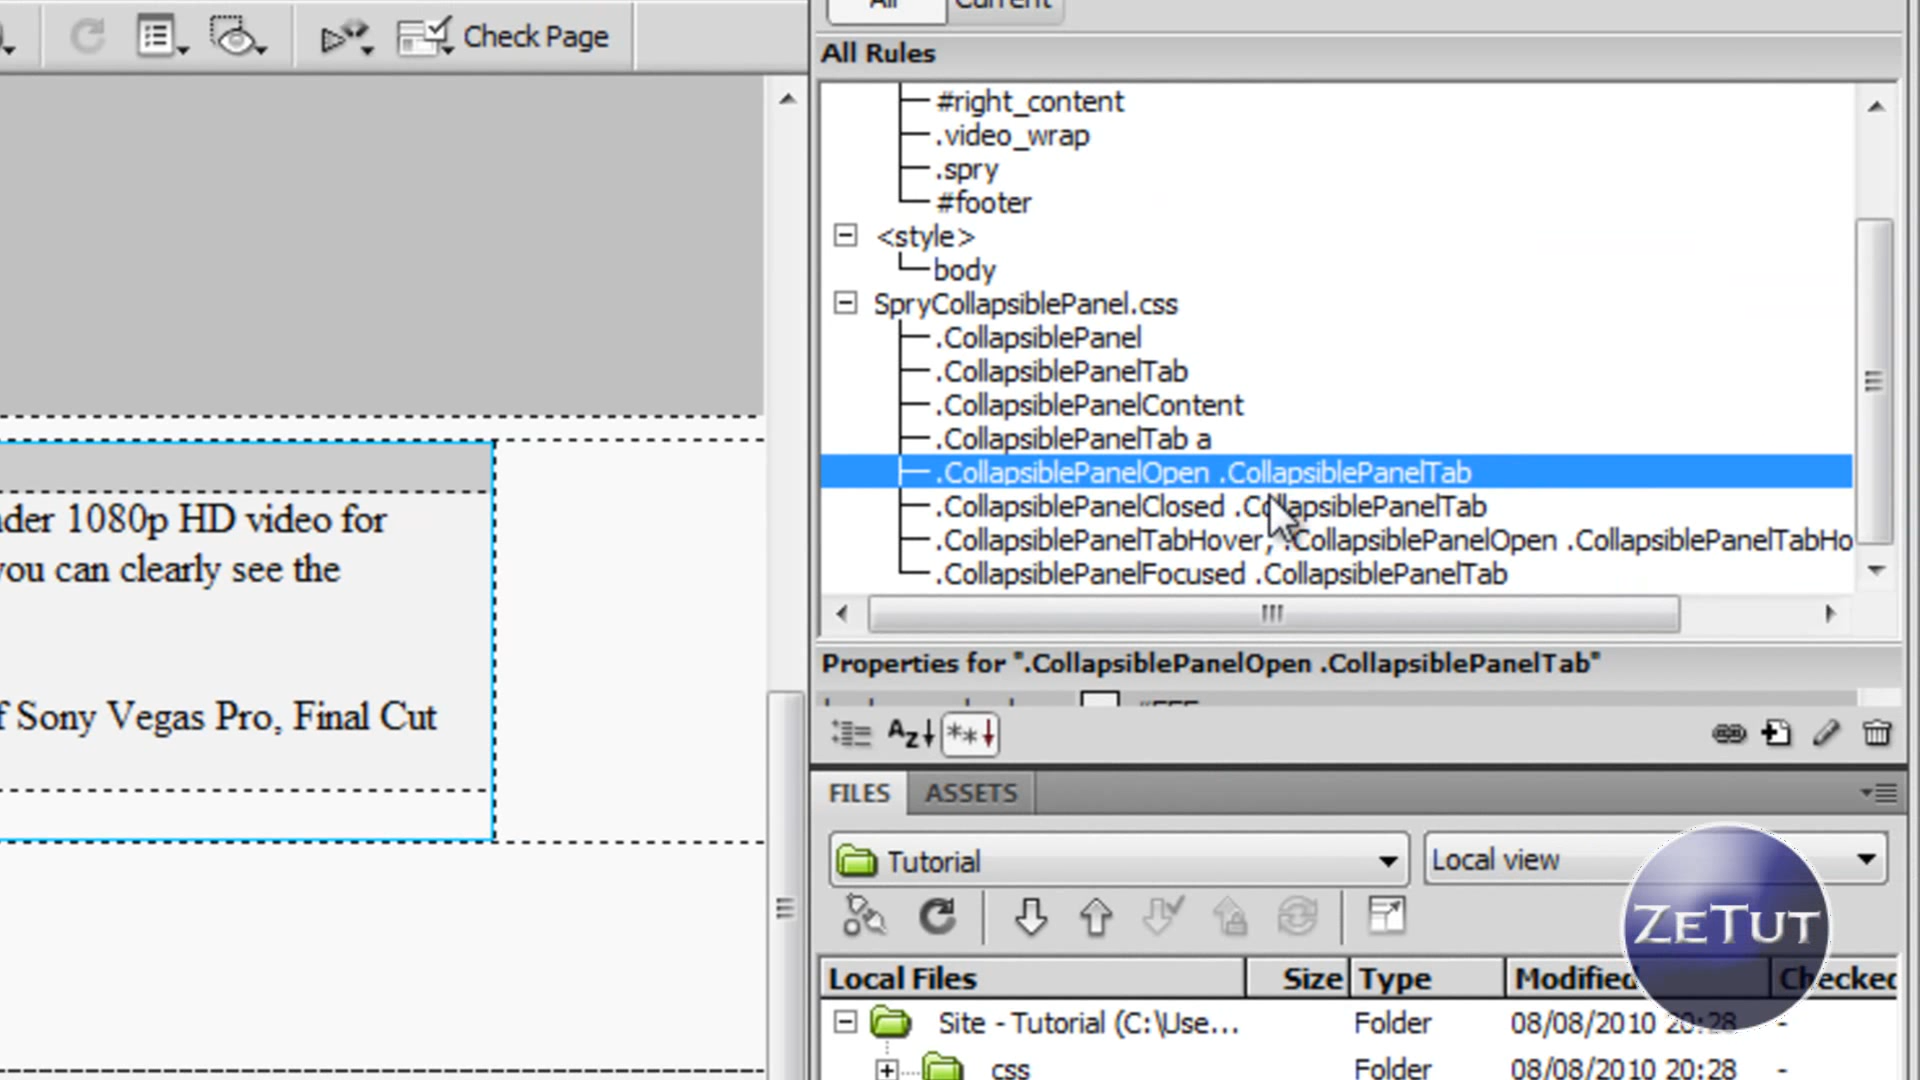 Current
Check Page
All Rules
#right_content
.video_wrap
.spry
#footer
<style>
body
SpryCollapsiblePanel.css
.CollapsiblePanel
.CollapsiblePanelTab
.CollapsiblePanelContent
.CollapsiblePanelTab a
.CollapsiblePanelOpen .CollapsiblePanelTab
.CollapsiblePanelClosed .CollapsiblePanelTab
.CollapsiblePanelTabHover, .CollapsiblePanelOpen .CollapsiblePanelTabHo
.CollapsiblePanelFocused .CollapsiblePanelTab
nder 1080p HD video for
you can clearly see the
f Sony Vegas Pro, Final Cut
Properties for ".CollapsiblePanelOpen .CollapsiblePanelTab"
FILES ASSETS
Tutorial
Local view
ZETUT
Local Files Size Type Modified Checked
Site - Tutorial (C:\Use... Folder 08/08/2010 20:28 -
css Folder 08/08/2010 20:28 -